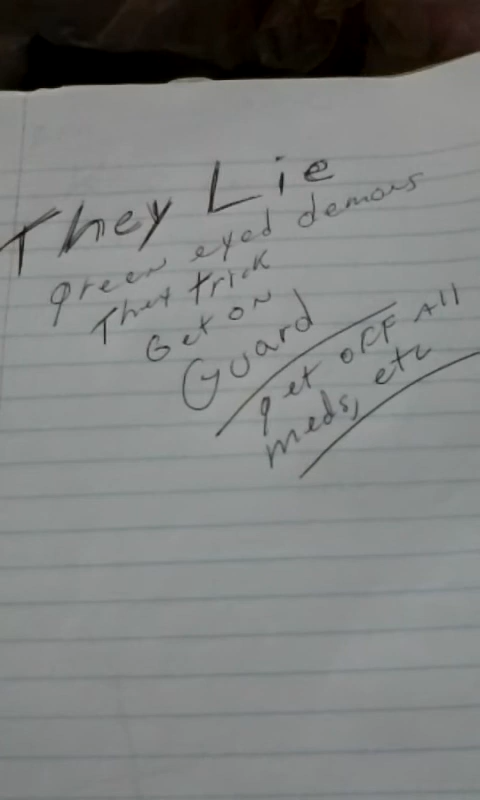 They Lie
green eyed demons
They trick
Get on
Guard
get off All
meds, etc